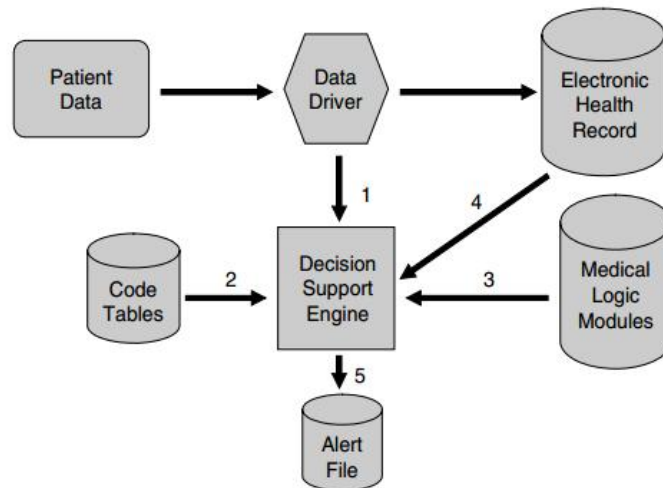 Patient
Data
Data
Driver
Electronic
Health
Record
1
4
Code
Tables
2
Decision
Support
Engine
3
Medical
Logic
Modules
5
Alert
File